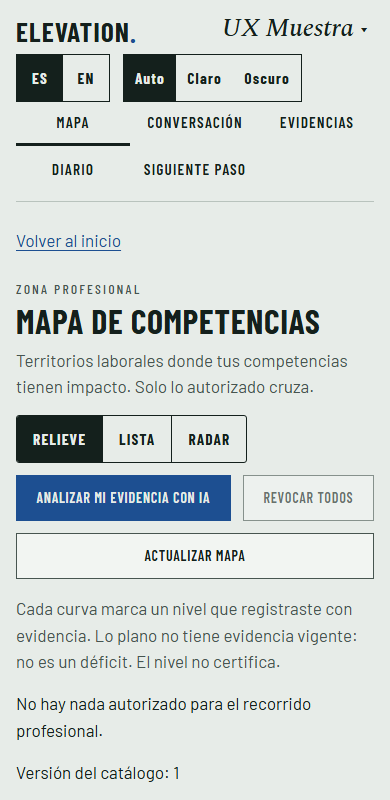 ELEVATION.
UX Muestra
ES EN Auto Claro Oscuro
MAPA CONVERSACIÓN EVIDENCIAS
DIARIO SIGUIENTE PASO
Volver al inicio
ZONA PROFESIONAL
MAPA DE COMPETENCIAS
Territorios laborales donde tus competencias
tienen impacto. Solo lo autorizado cruza.
RELIEVE LISTA RADAR
ANALIZAR MI EVIDENCIA CON IA REVOCAR TODOS
ACTUALIZAR MAPA
Cada curva marca un nivel que registraste con
evidencia. Lo plano no tiene evidencia vigente:
no es un déficit. El nivel no certifica.
No hay nada autorizado para el recorrido
profesional.
Versión del catálogo: 1